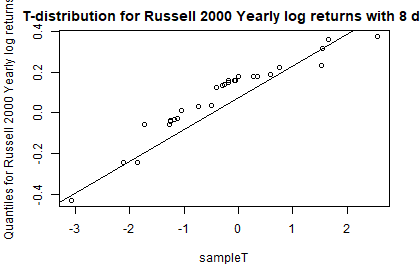 T-distribution for Russell 2000 Yearly log returns with 8 d
Quantiles for Russell 2000 Yearly log returns
0.4
0.2
0.0
-0.2
-0.4
-3 -2 -1 0 1 2
sampleT